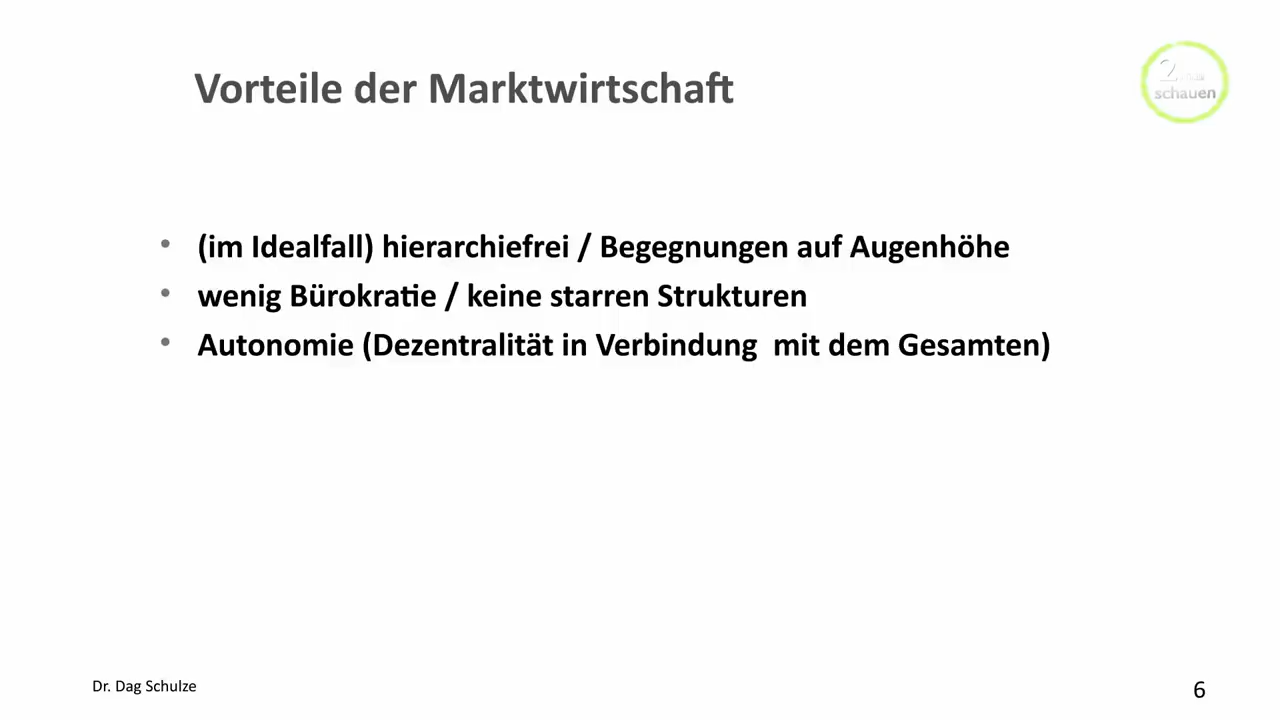 Vorteile der Marktwirtschaft
2
schauen
• (im Idealfall) hierarchiefrei / Begegnungen auf Augenhöhe
• wenig Bürokratie / keine starren Strukturen
• Autonomie (Dezentralität in Verbindung  mit dem Gesamten)
Dr. Dag Schulze
6